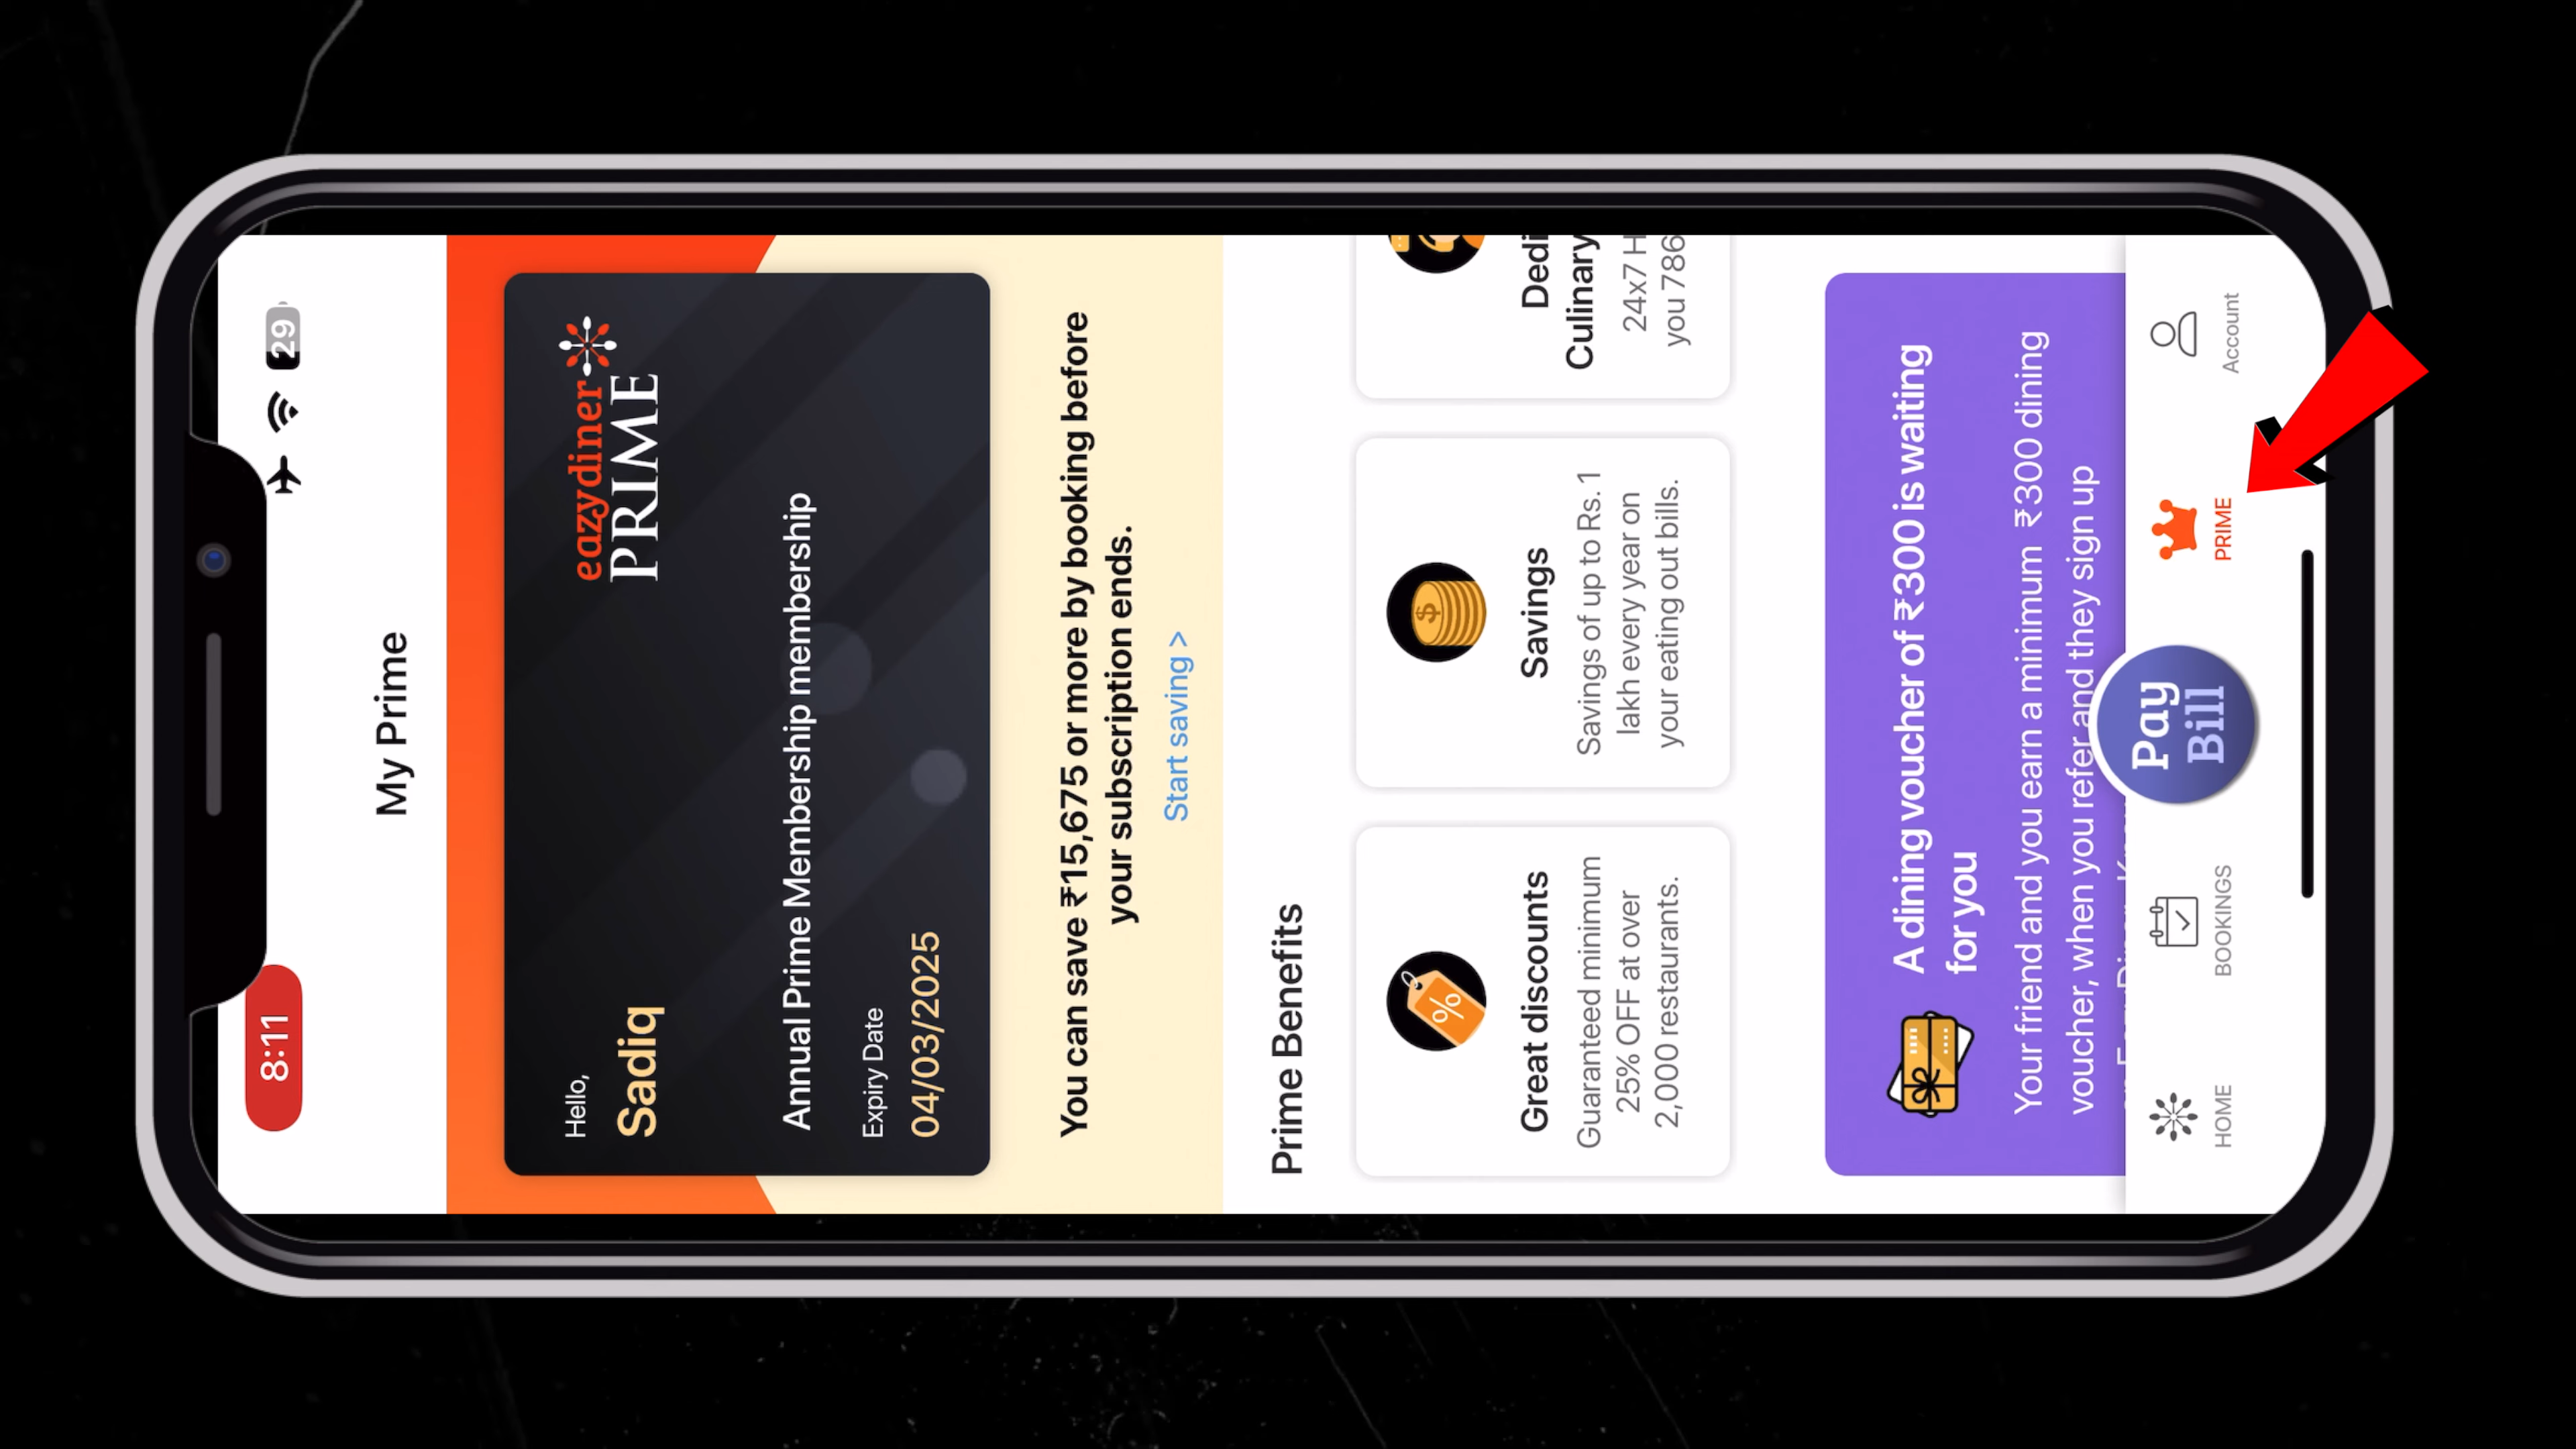 8:11
29
My Prime
Hello,
Sadiq
eazydiner
PRIME
Annual Prime Membership membership
Expiry Date
04/03/2025
You can save ₹15,675 or more by booking before
your subscription ends.
Start saving >
Prime Benefits
Great discounts
Guaranteed minimum
25% OFF at over
2,000 restaurants.
Savings
Savings of up to Rs. 1
lakh every year on
your eating out bills.
Dedi
Culinary
24x7 H
you 786
A dining voucher of ₹300 is waiting
for you
Your friend and you earn a minimum ₹300 dining
voucher, when you refer and they sign up
HOME
BOOKINGS
Pay
Bill
PRIME
Account